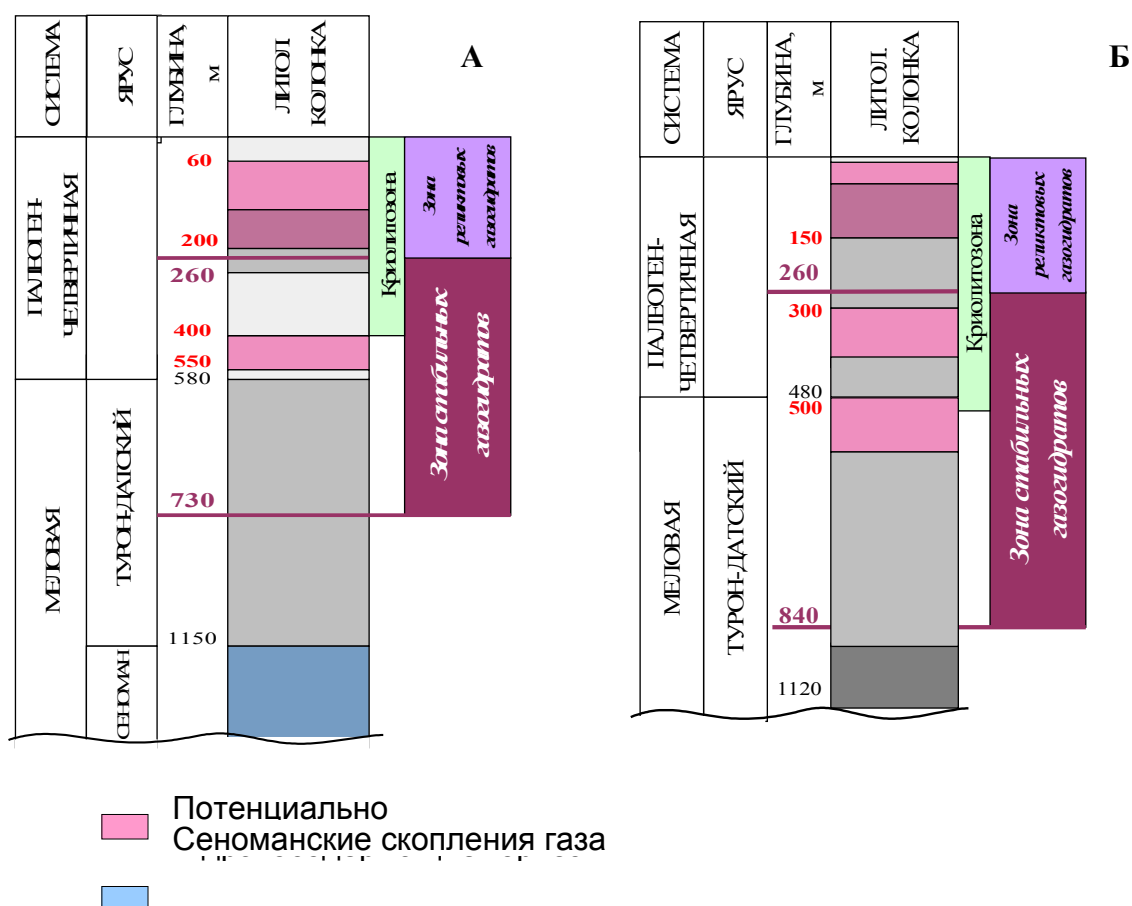 СИСТЕМА
ЯРУС
ГЛУБИНА,
м
ЛИТОЛ
КОЛОНКА
А
ПАЛЕОГЕН-
ЧЕТВЕРТИЧНАЯ
МЕЛОВАЯ
ТУРОН-ДАТСКИЙ
СЕНОМАН
60
200
260
400
550
580
730
1150
Криолитозона
Зона
реликтовых
газогидратов
Зона стабильных
газогидратов
СИСТЕМА
ЯРУС
ГЛУБИНА,
м
ЛИТОЛ.
КОЛОНКА
Б
ПАЛЕОГЕН-
ЧЕТВЕРТИЧНАЯ
МЕЛОВАЯ
ТУРОН-ДАТСКИЙ
150
260
300
480
500
840
1120
Криолитозона
Зона
реликтовых
газогидратов
Зона стабильных
газогидратов
Потенциально
Сеноманские скопления газа